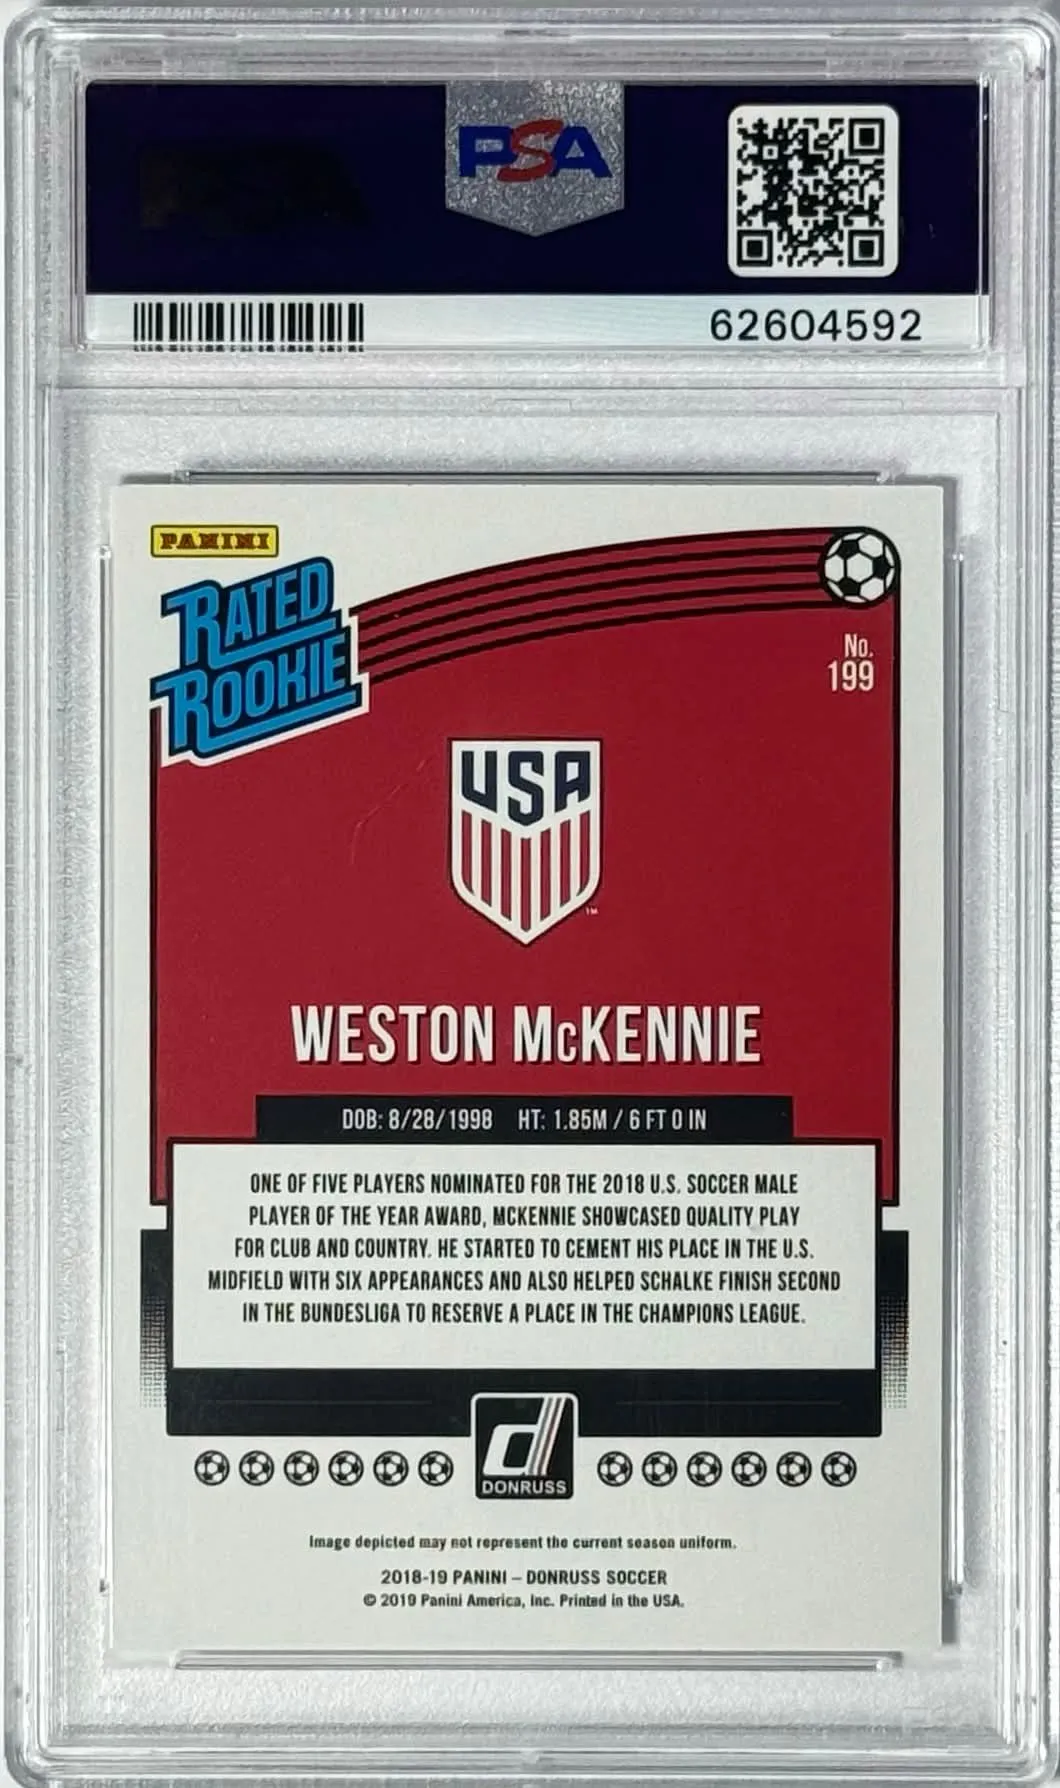 PSA
62604592
PANINI
RATED
ROOKIE
No.
199
USA
TM
WESTON McKENNIE
DOB: 8/28/1998 HT: 1.85M / 6 FT 0 IN
ONE OF FIVE PLAYERS NOMINATED FOR THE 2018 U.S. SOCCER MALE
PLAYER OF THE YEAR AWARD, MCKENNIE SHOWCASED QUALITY PLAY
FOR CLUB AND COUNTRY. HE STARTED TO CEMENT HIS PLACE IN THE U.S.
MIDFIELD WITH SIX APPEARANCES AND ALSO HELPED SCHALKE FINISH SECOND
IN THE BUNDESLIGA TO RESERVE A PLACE IN THE CHAMPIONS LEAGUE.
d
DONRUSS
Image depicted may not represent the current season uniform.
2018-19 PANINI – DONRUSS SOCCER
© 2019 Panini America, Inc. Printed in the USA.